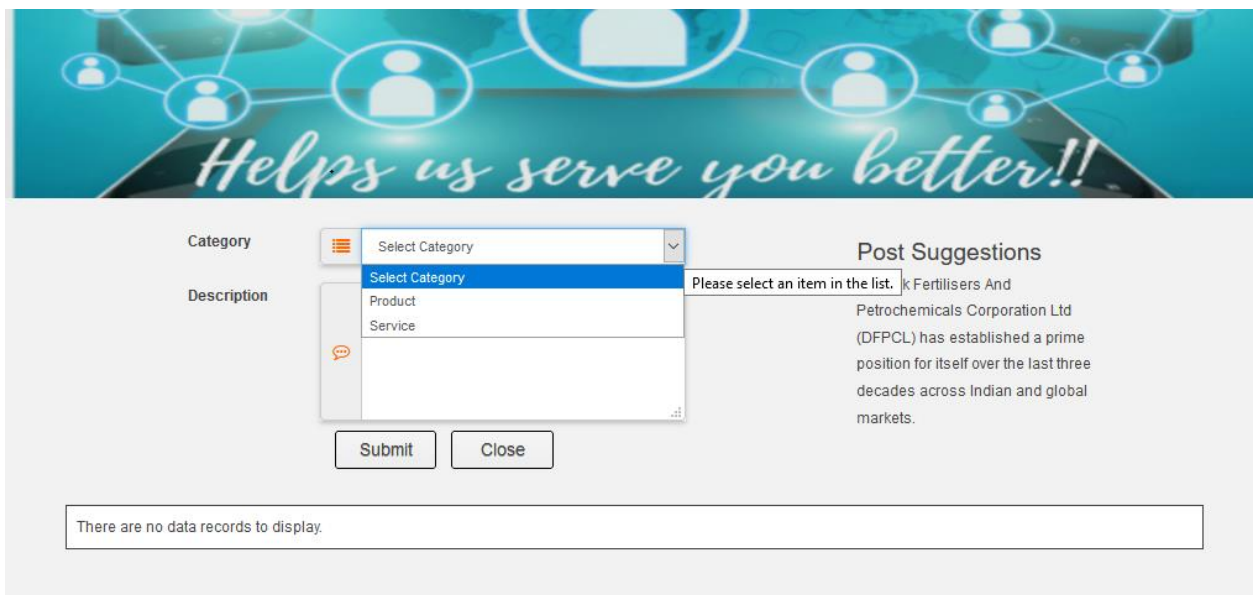 Helps us serve you better!!
Category
Select Category
Select Category
Product
Service
Please select an item in the list.
Description
Submit
Close
Post Suggestions
Fertilisers And
Petrochemicals Corporation Ltd
(DFPCL) has established a prime
position for itself over the last three
decades across Indian and global
markets.
There are no data records to display.